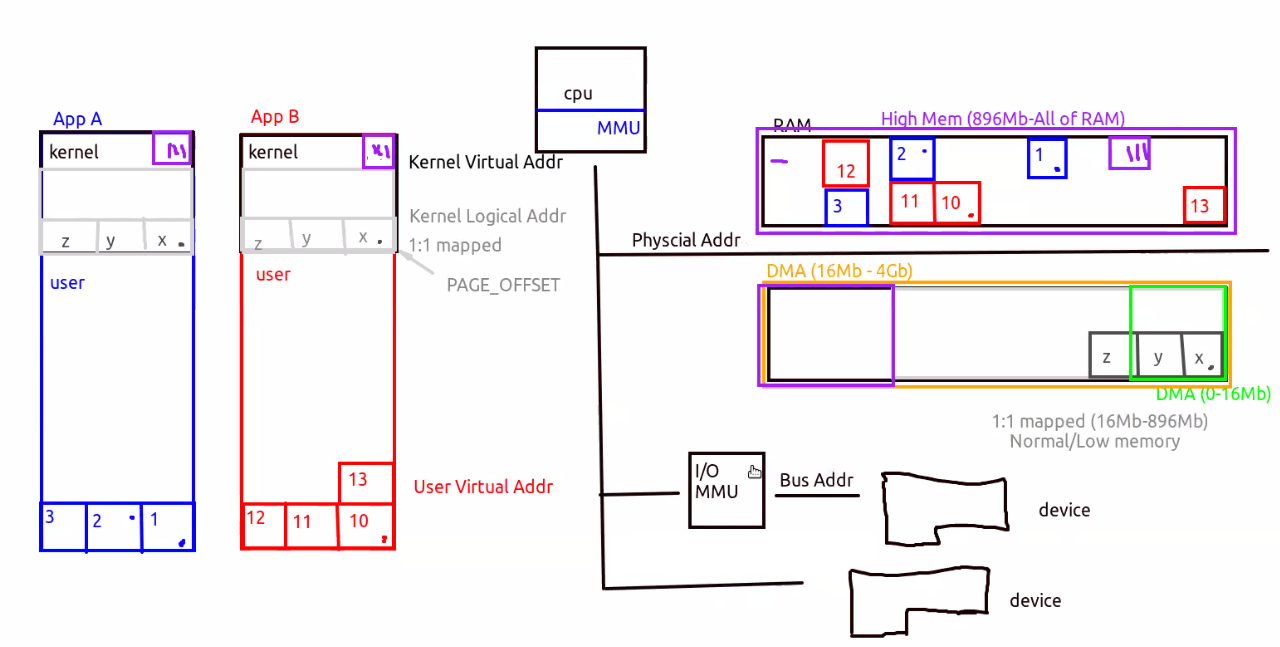 App A
kernel
z y x
user
3 2 1
App B
kernel
z y x
user
13
12 11 10
Kernel Virtual Addr
Kernel Logical Addr
1:1 mapped
PAGE_OFFSET
User Virtual Addr
cpu
MMU
Physcial Addr
RAM
High Mem (896Mb-All of RAM)
12 2 1
3 11 10 13
DMA (16Mb - 4Gb)
z y x
DMA (0-16Mb)
1:1 mapped (16Mb-896Mb)
Normal/Low memory
I/O
MMU
Bus Addr
device
device